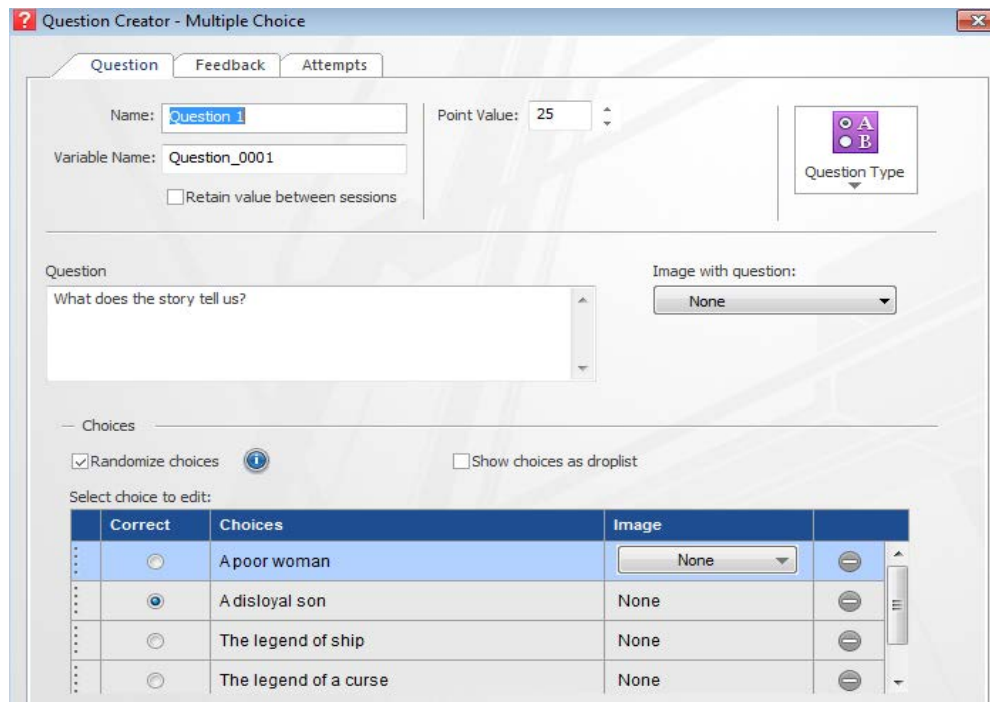 ? Question Creator - Multiple Choice
Question Feedback Attempts
Name: Question 1 Point Value: 25
A
B
Question Type
Variable Name: Question_0001
Retain value between sessions
Question Image with question:
What does the story tell us? None
Choices
Randomize choices i Show choices as droplist
Select choice to edit:
Correct Choices Image
A poor woman None
A disloyal son None
The legend of ship None
The legend of a curse None